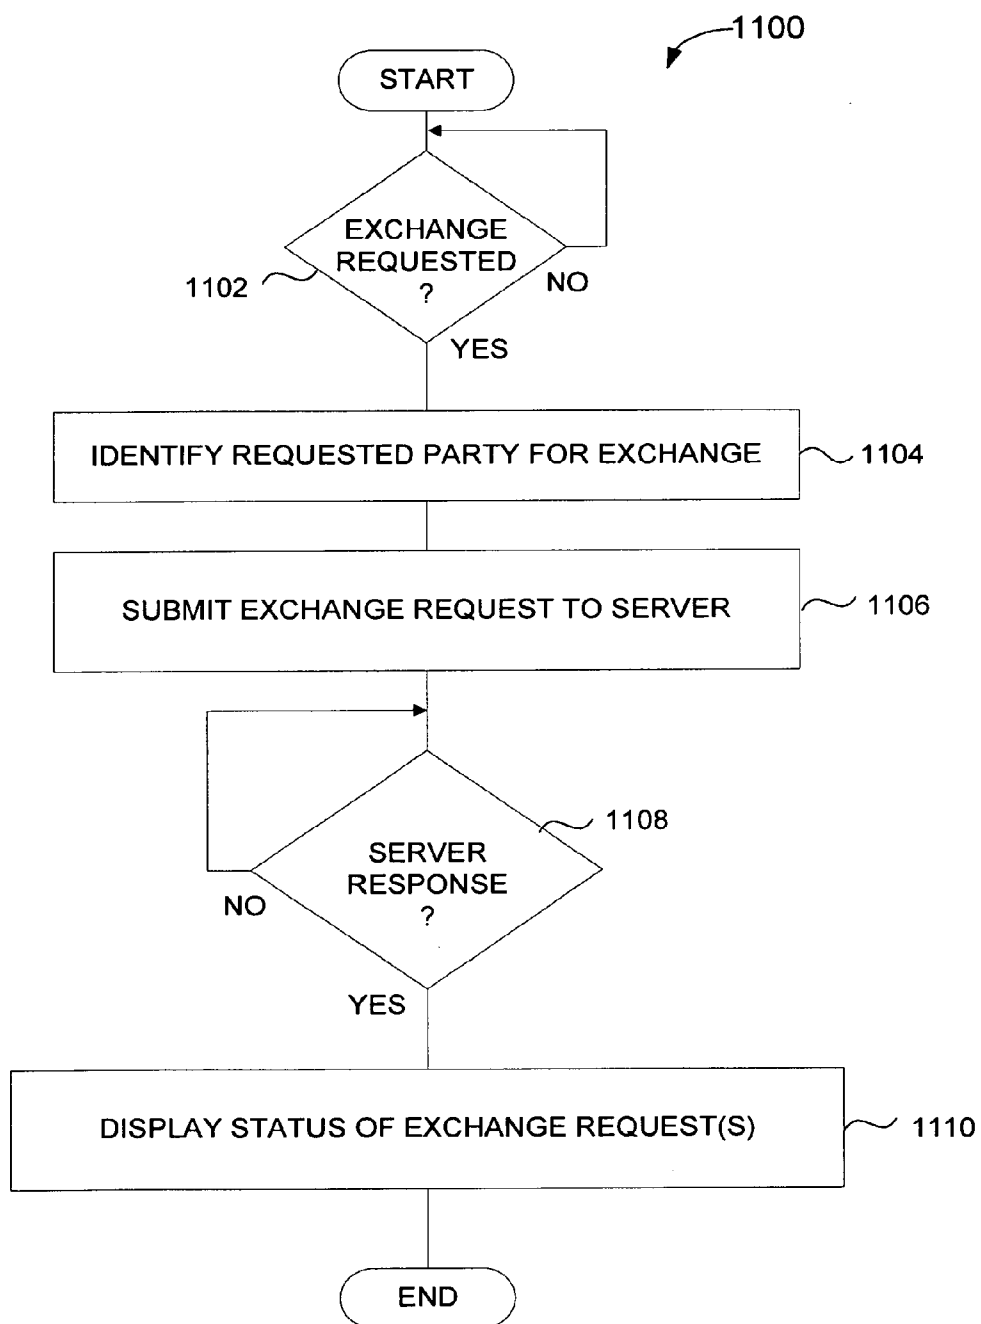 1100
START
EXCHANGE
REQUESTED
?
1102
NO
YES
IDENTIFY REQUESTED PARTY FOR EXCHANGE
1104
SUBMIT EXCHANGE REQUEST TO SERVER
1106
1108
SERVER
RESPONSE
?
NO
YES
DISPLAY STATUS OF EXCHANGE REQUEST(S)
1110
END